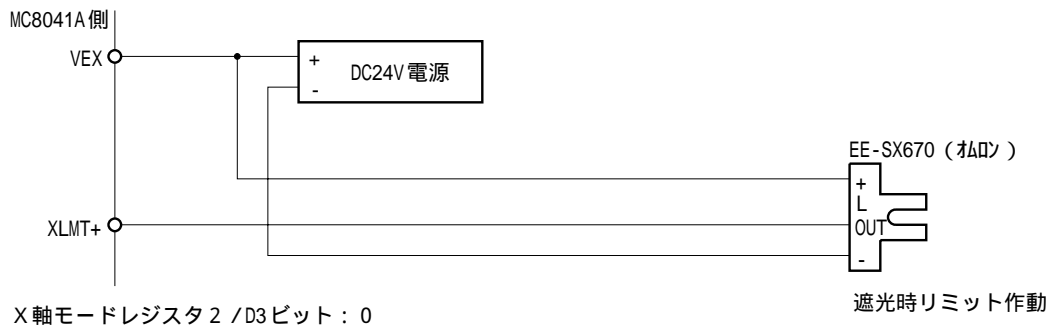 MC8041A側
VEX
+
DC24V電源
-
EE-SX670 (ｵﾑﾛﾝ)
+
L
XLMT+
OUT
-
X軸モードレジスタ2 /D3ビット: 0
遮光時リミット作動